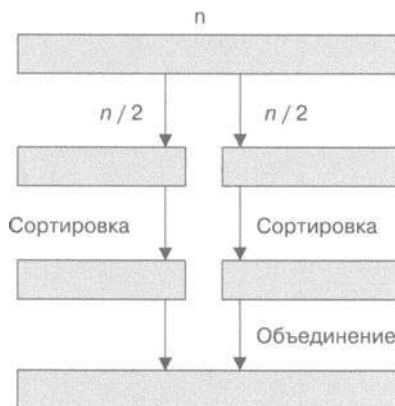 n
n / 2
n / 2
Сортировка
Сортировка
Объединение